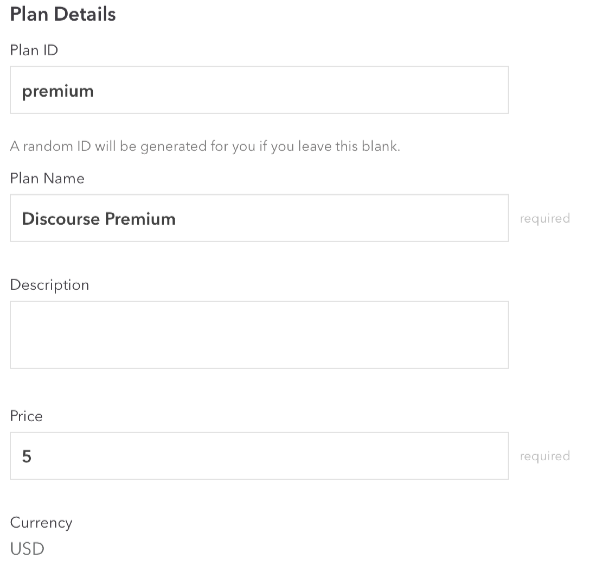 Plan Details
Plan ID
premium
A random ID will be generated for you if you leave this blank.
Plan Name
Discourse Premium
required
Description
Price
5
required
Currency
USD